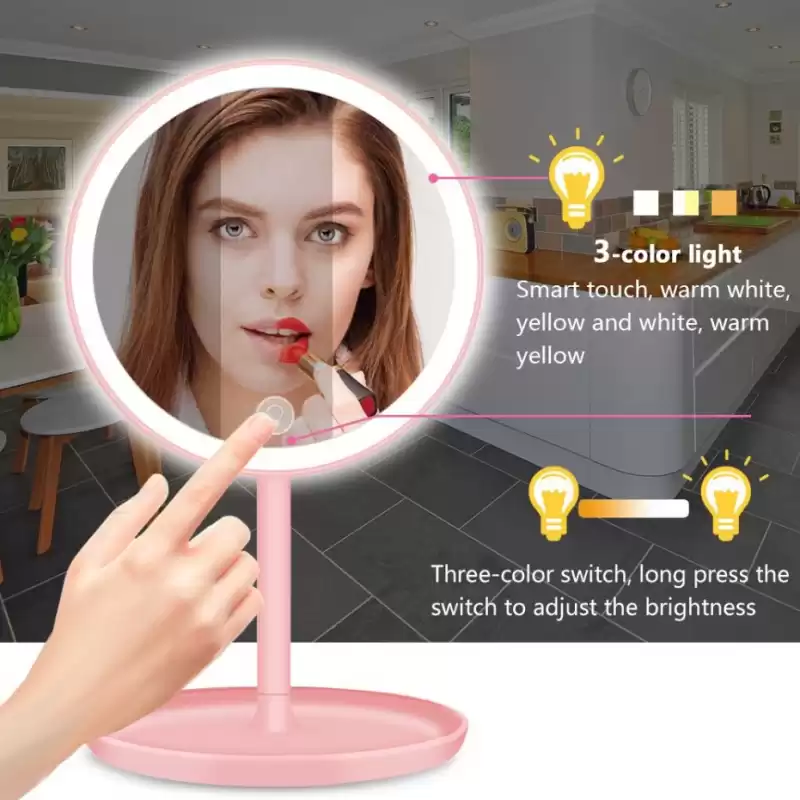 3-color light
Smart touch, warm white,
yellow and white, warm
yellow
Three-color switch, long press the
switch to adjust the brightness